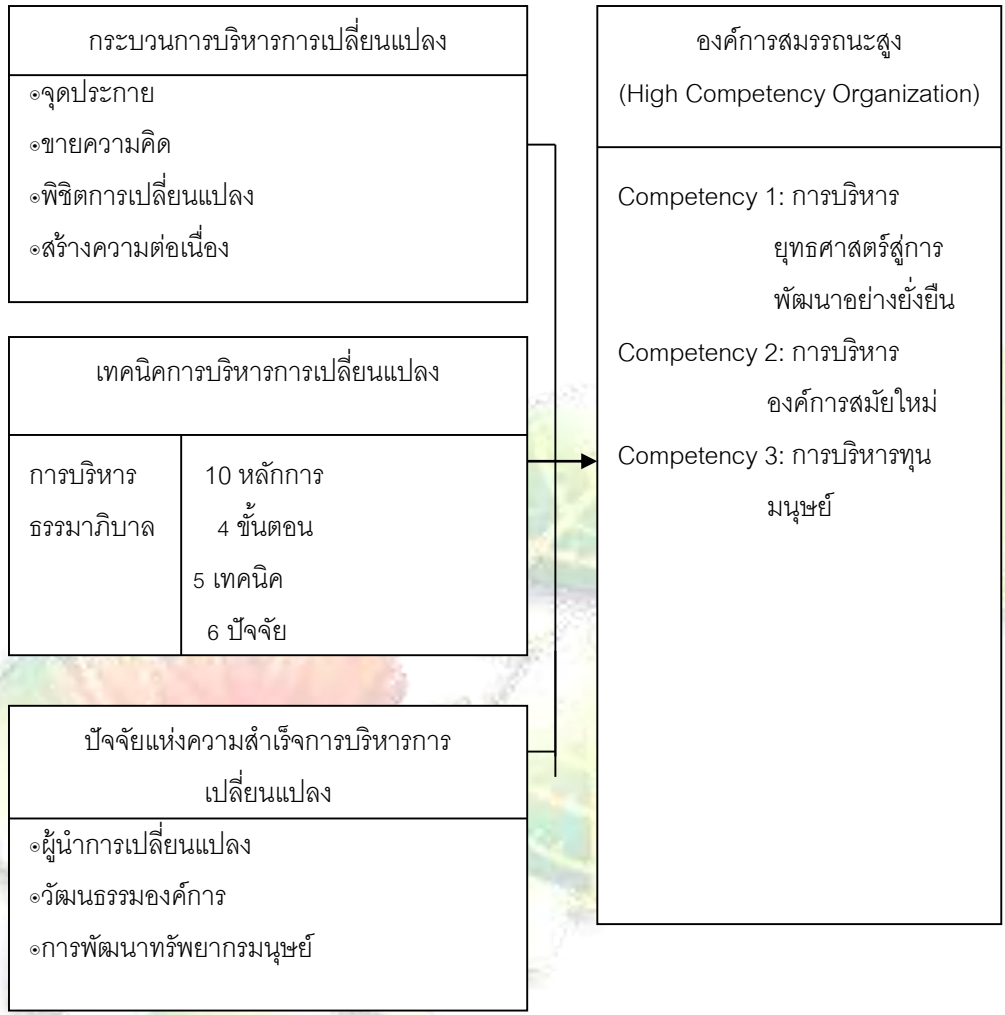 กระบวนการบริหารการเปลี่ยนแปลง
๏จุดประกาย
๏ขายความคิด
๏พิชิตการเปลี่ยนแปลง
๏สร้างความต่อเนื่อง
เทคนิคการบริหารการเปลี่ยนแปลง
การบริหาร
ธรรมาภิบาล
10 หลักการ
4 ขั้นตอน
5 เทคนิค
6 ปัจจัย
ปัจจัยแห่งความสำเร็จการบริหารการ
เปลี่ยนแปลง
๏ผู้นำการเปลี่ยนแปลง
๏วัฒนธรรมองค์การ
๏การพัฒนาทรัพยากรมนุษย์
องค์การสมรรถนะสูง
(High Competency Organization)
Competency 1: การบริหาร
ยุทธศาสตร์สู่การ
พัฒนาอย่างยั่งยืน
Competency 2: การบริหาร
องค์การสมัยใหม่
Competency 3: การบริหารทุน
มนุษย์